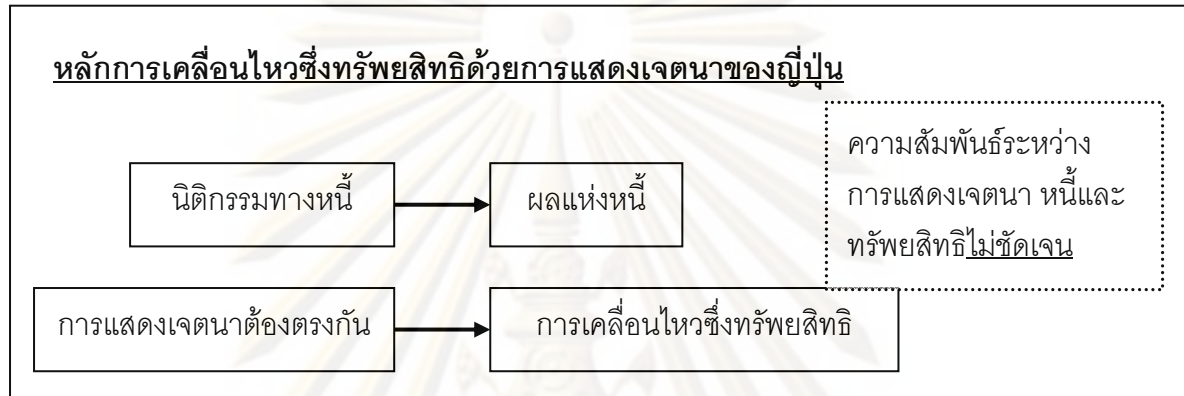 หลักการเคลื่อนไหวซึ่งทรัพยสิทธิด้วยการแสดงเจตนาของญี่ปุ่น
ความสัมพันธ์ระหว่าง
การแสดงเจตนา หนี้และ
ทรัพยสิทธิไม่ชัดเจน
นิติกรรมทางหนี้
ผลแห่งหนี้
การแสดงเจตนาต้องตรงกัน
การเคลื่อนไหวซึ่งทรัพยสิทธิ